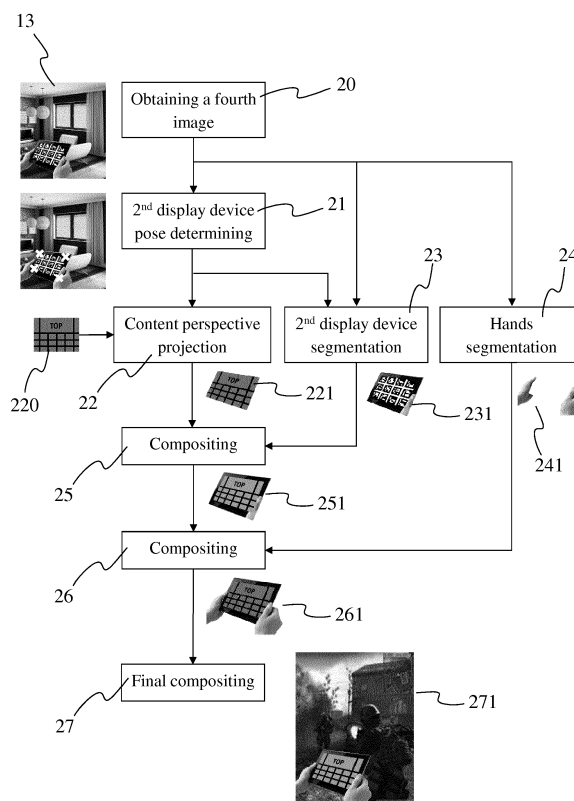 13
20
Obtaining a fourth
image
21
2nd display device
pose determining
23
24
TOP
Content perspective
projection
2nd display device
segmentation
Hands
segmentation
220
22
TOP
221
231
241
Compositing
25
TOP
251
Compositing
26
TOP
261
Final compositing
27
271
TOP